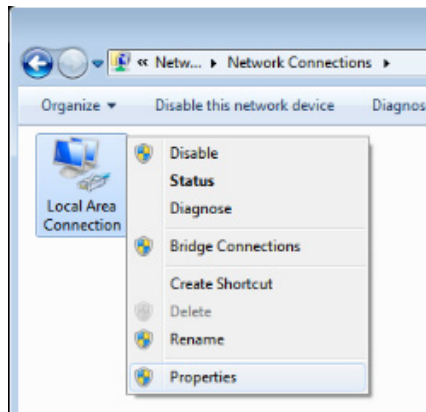 « Netw... ▸ Network Connections ▸
Organize ▾ Disable this network device Diagnos
Local Area
Connection
Disable
Status
Diagnose
Bridge Connections
Create Shortcut
Delete
Rename
Properties